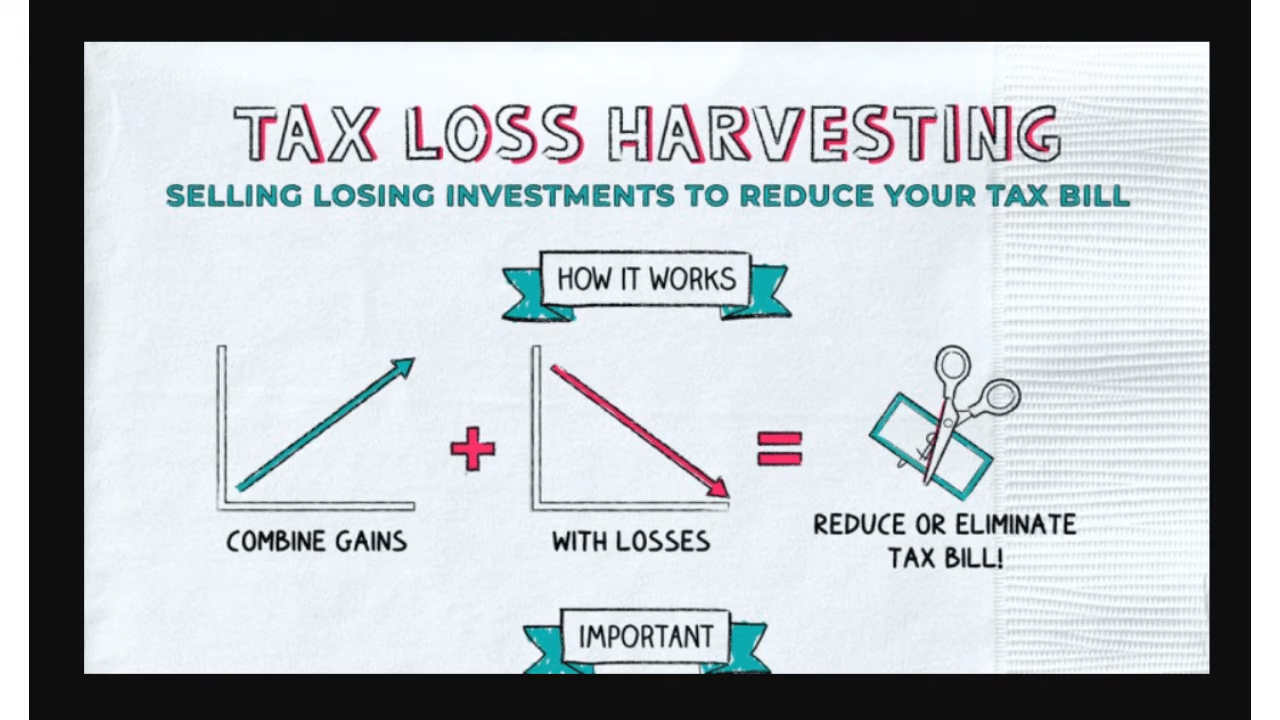 TAX LOSS HARVESTING
SELLING LOSING INVESTMENTS TO REDUCE YOUR TAX BILL
HOW IT WORKS
COMBINE GAINS
WITH LOSSES
$
REDUCE OR ELIMINATE
TAX BILL!
IMPORTANT